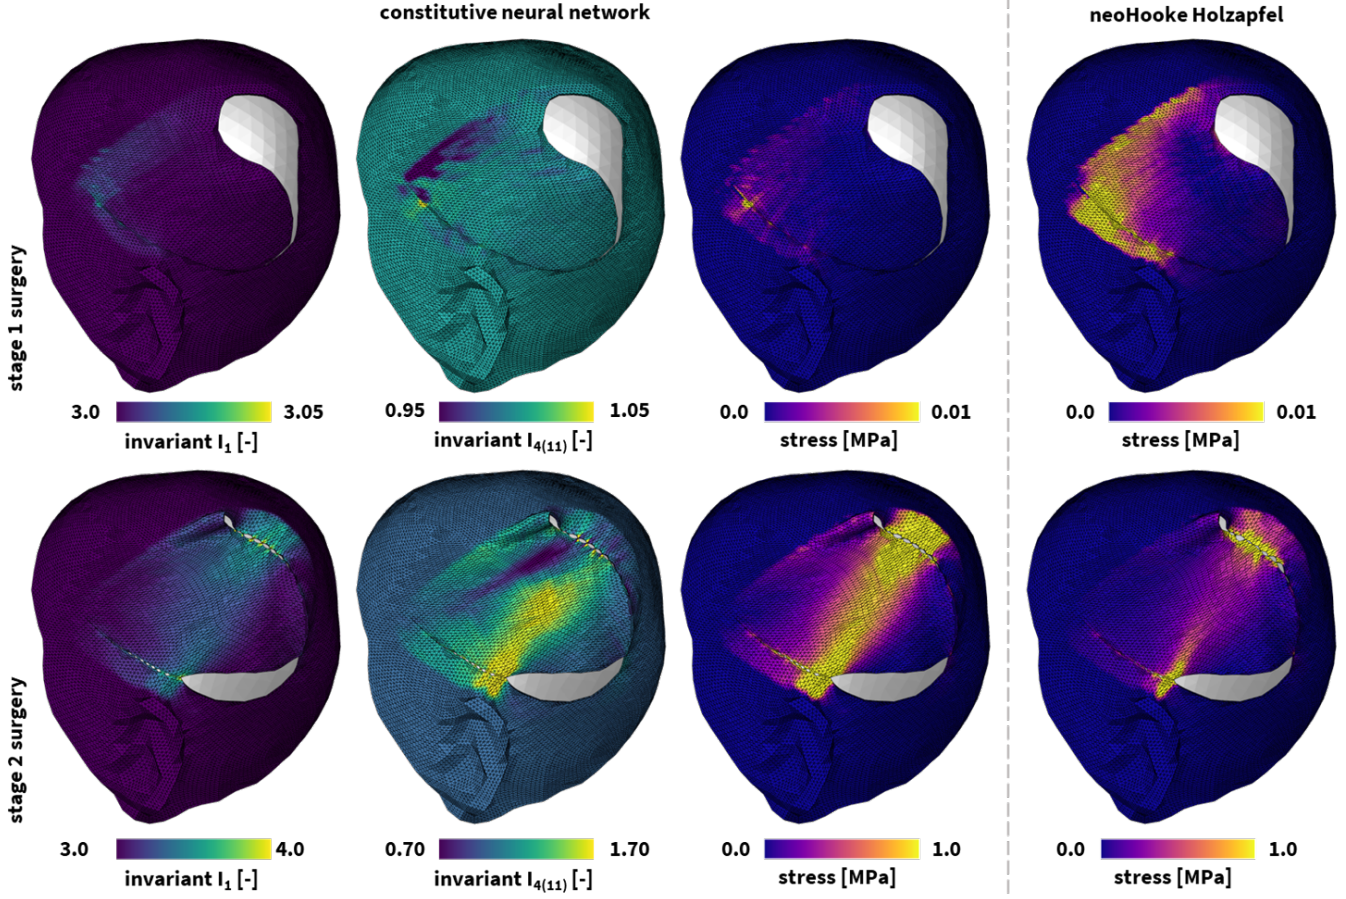 constitutive neural network
neoHooke Holzapfel
stage 1 surgery
3.0 3.05
invariant I1 [-]
0.95 1.05
invariant I4(11) [-]
0.0 0.01
stress [MPa]
0.0 0.01
stress [MPa]
stage 2 surgery
3.0 4.0
invariant I1 [-]
0.70 1.70
invariant I4(11) [-]
0.0 1.0
stress [MPa]
0.0 1.0
stress [MPa]